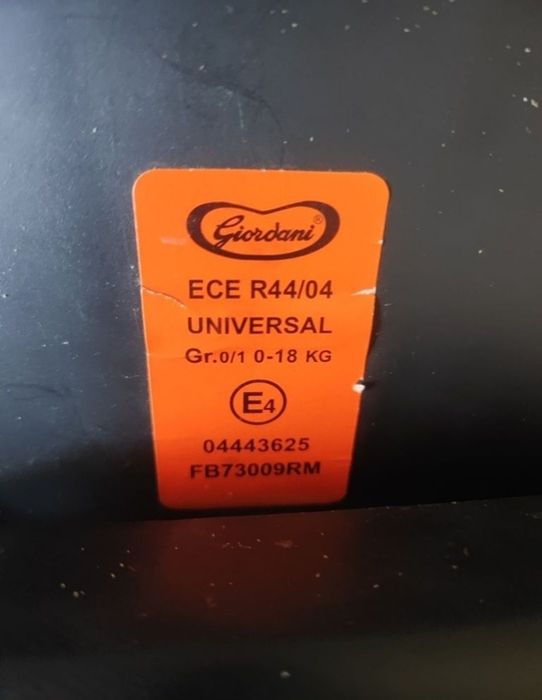 Giordani®
ECE R44/04
UNIVERSAL
Gr.0/1 0-18 KG
E4
04443625
FB73009RM